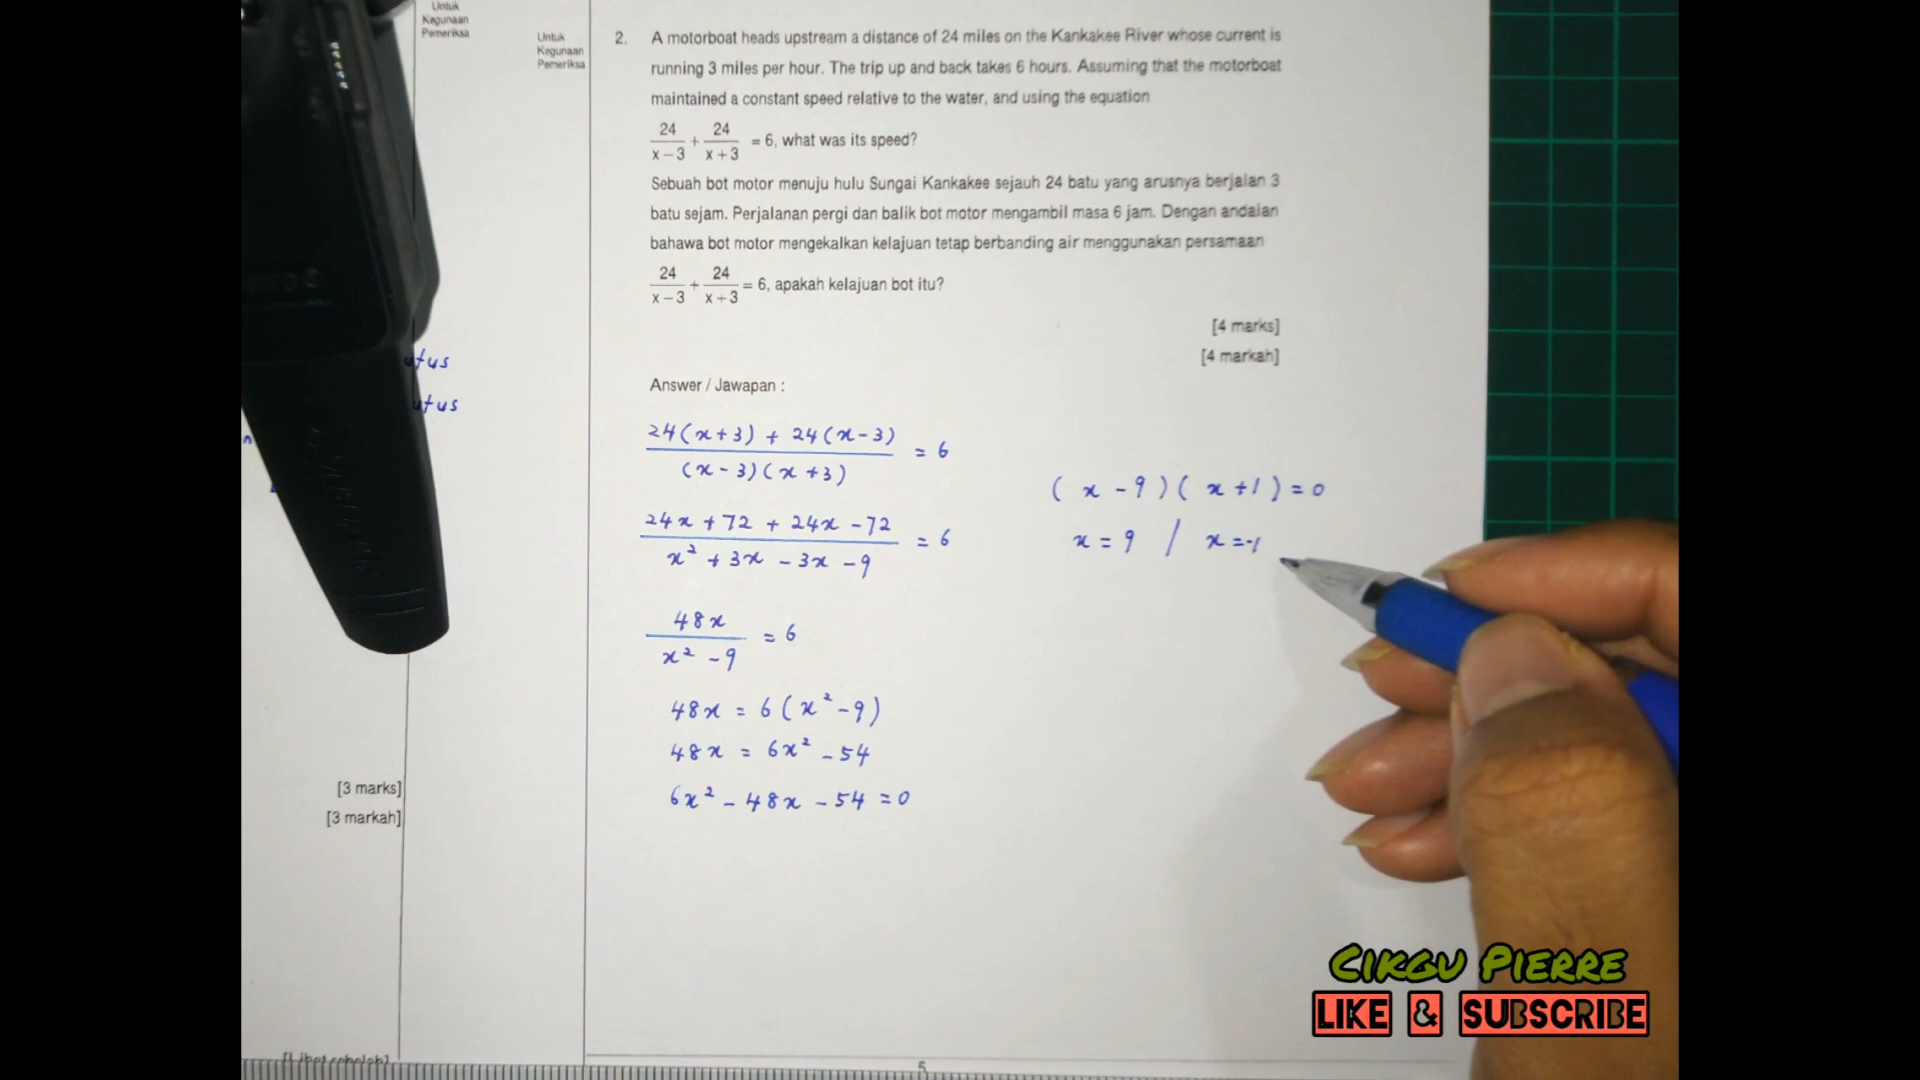 Untuk
Kegunaan
Pemeriksa
Untuk
Kegunaan
Pemeriksa
2. A motorboat heads upstream a distance of 24 miles on the Kankakee River whose current is
running 3 miles per hour. The trip up and back takes 6 hours. Assuming that the motorboat
maintained a constant speed relative to the water, and using the equation
24/(x – 3) + 24/(x + 3) = 6, what was its speed?
Sebuah bot motor menuju hulu Sungai Kankakee sejauh 24 batu yang arusnya berjalan 3
batu sejam. Perjalanan pergi dan balik bot motor mengambil masa 6 jam. Dengan andaian
bahawa bot motor mengekalkan kelajuan tetap berbanding air menggunakan persamaan
24/(x – 3) + 24/(x + 3) = 6, apakah kelajuan bot itu?
[4 marks]
[4 markah]
Answer / Jawapan :
(24(x+3) + 24(x-3))/((x-3)(x+3)) = 6
(24x + 72 + 24x - 72)/(x² + 3x - 3x - 9) = 6
48x/(x² - 9) = 6
48x = 6(x² - 9)
48x = 6x² - 54
6x² - 48x - 54 = 0
(x - 9)(x + 1) = 0
x = 9 / x = -1
[3 marks]
[3 markah]
5
CIKGU PIERRE
LIKE & SUBSCRIBE